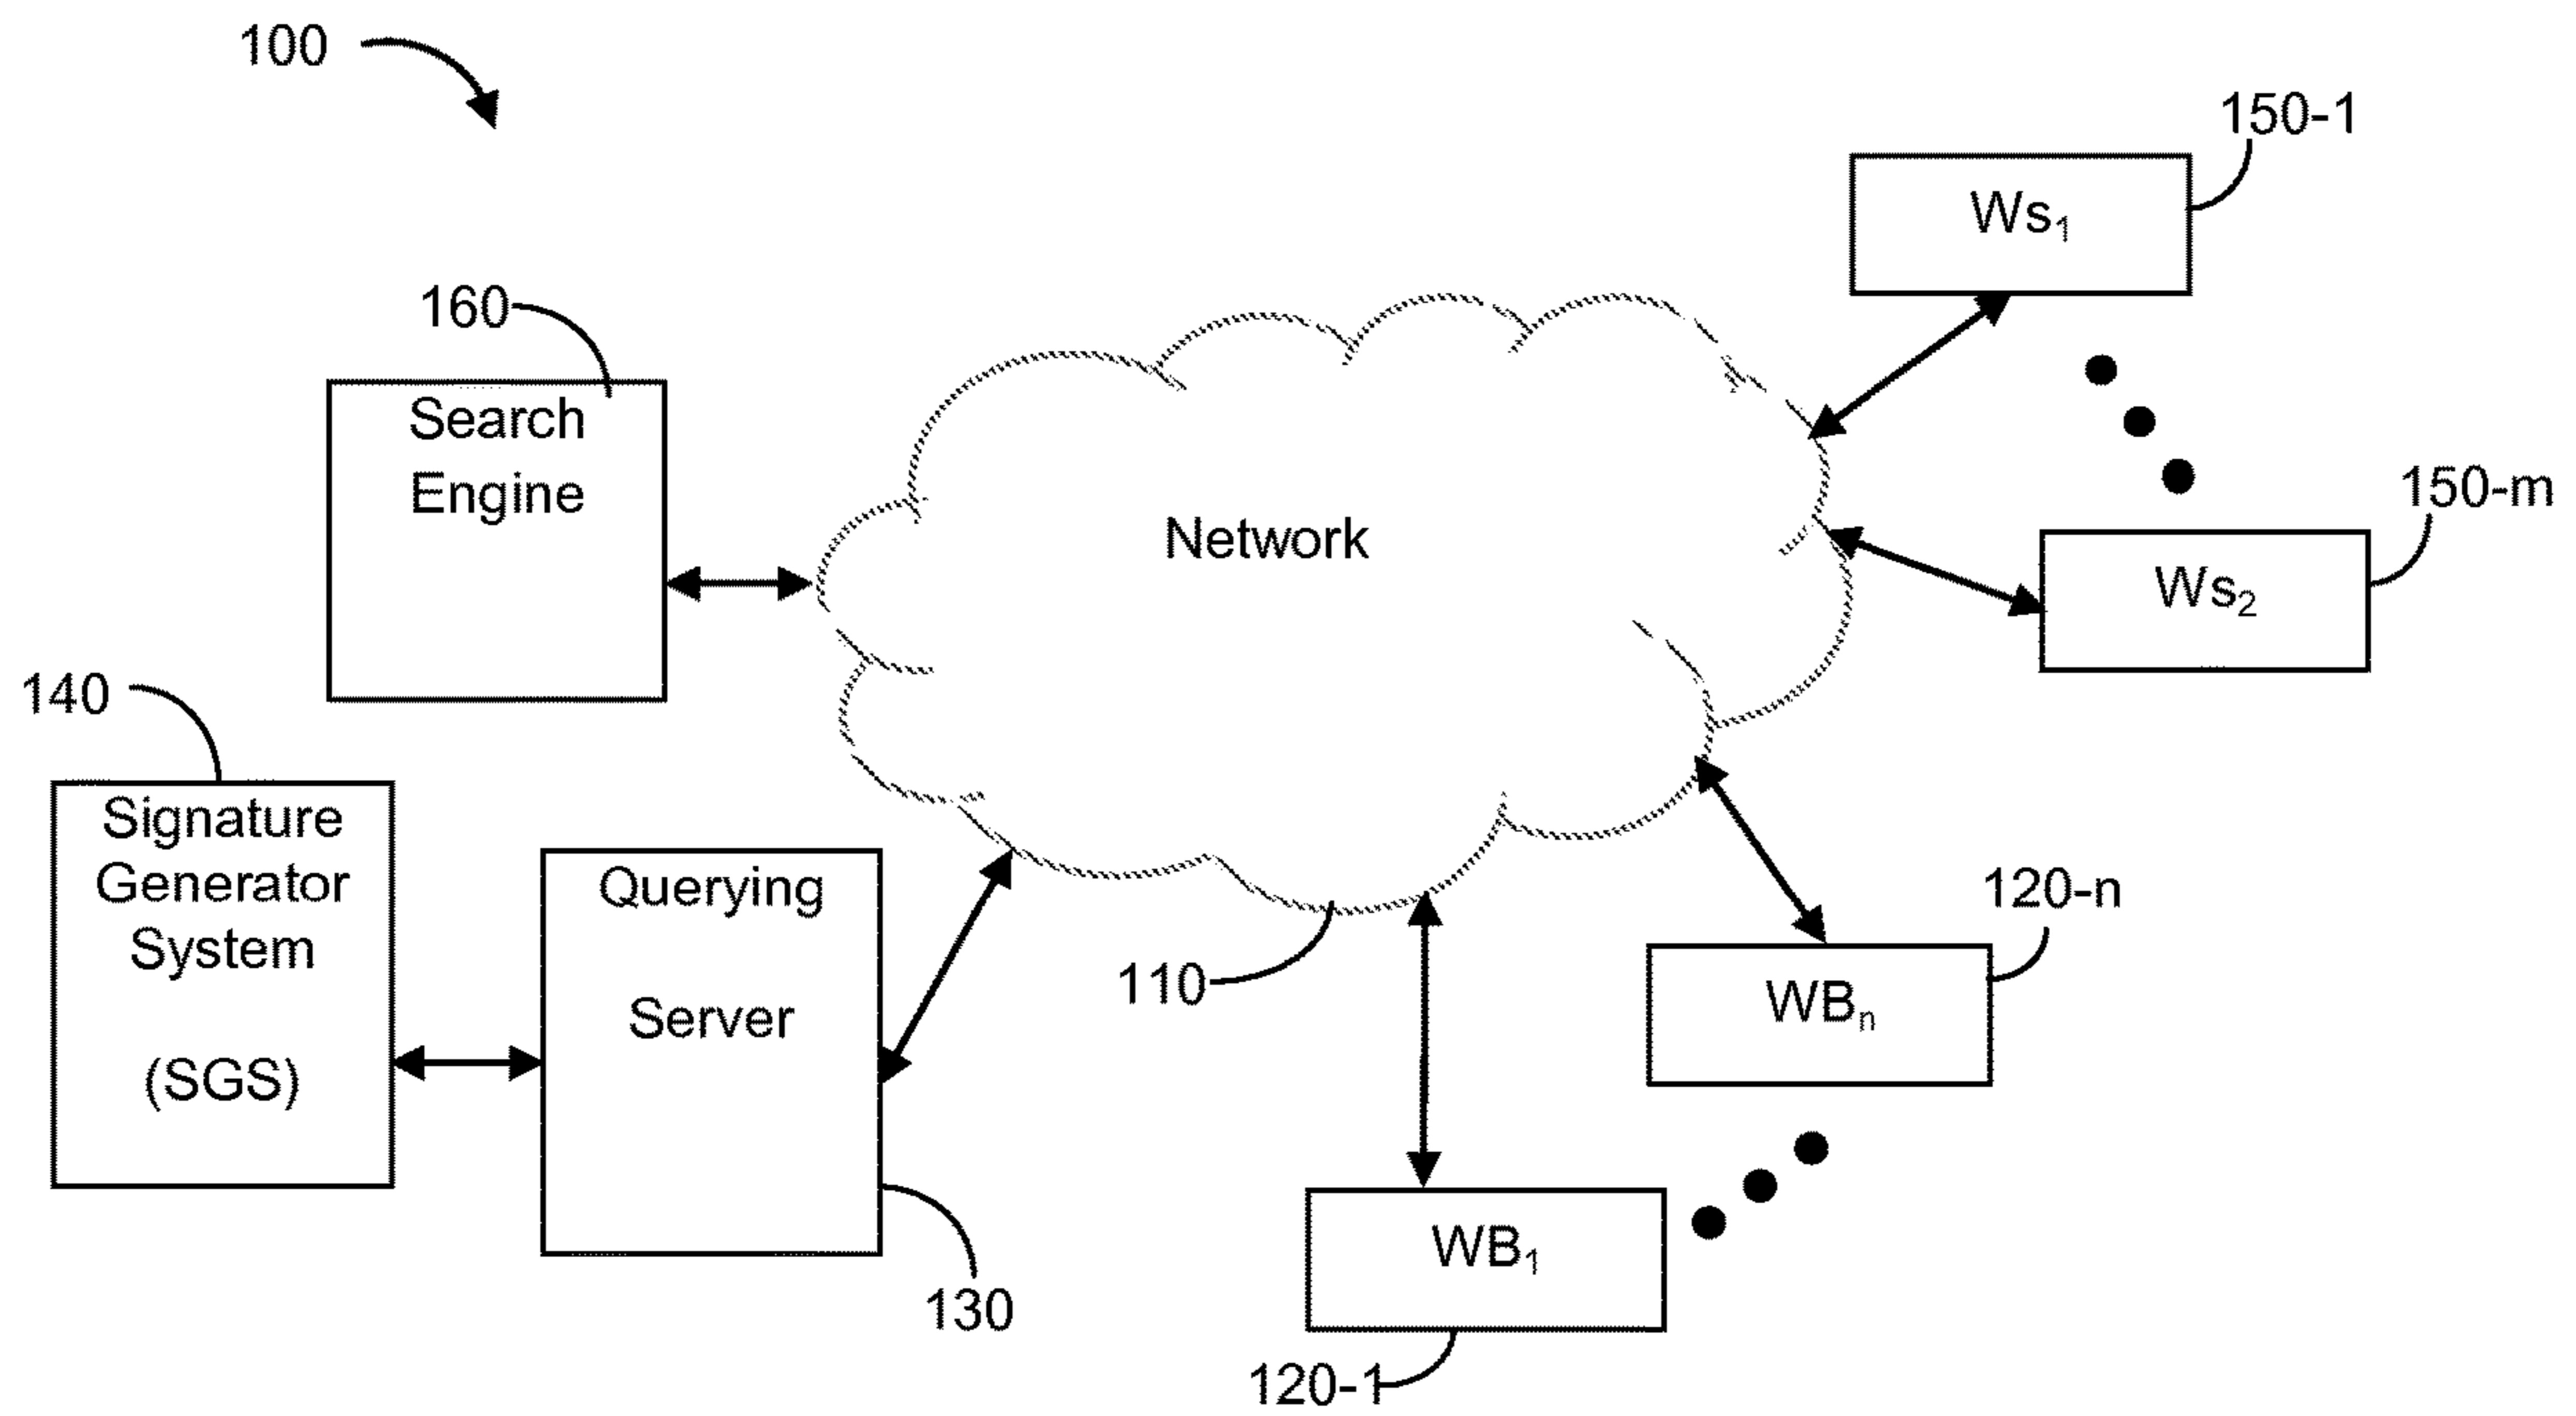 100
150-1
Ws₁
160
Search
Engine
Network
150-m
Ws₂
140
Signature
Generator
System
(SGS)
Querying
Server
110
120-n
WBₙ
130
WB₁
120-1